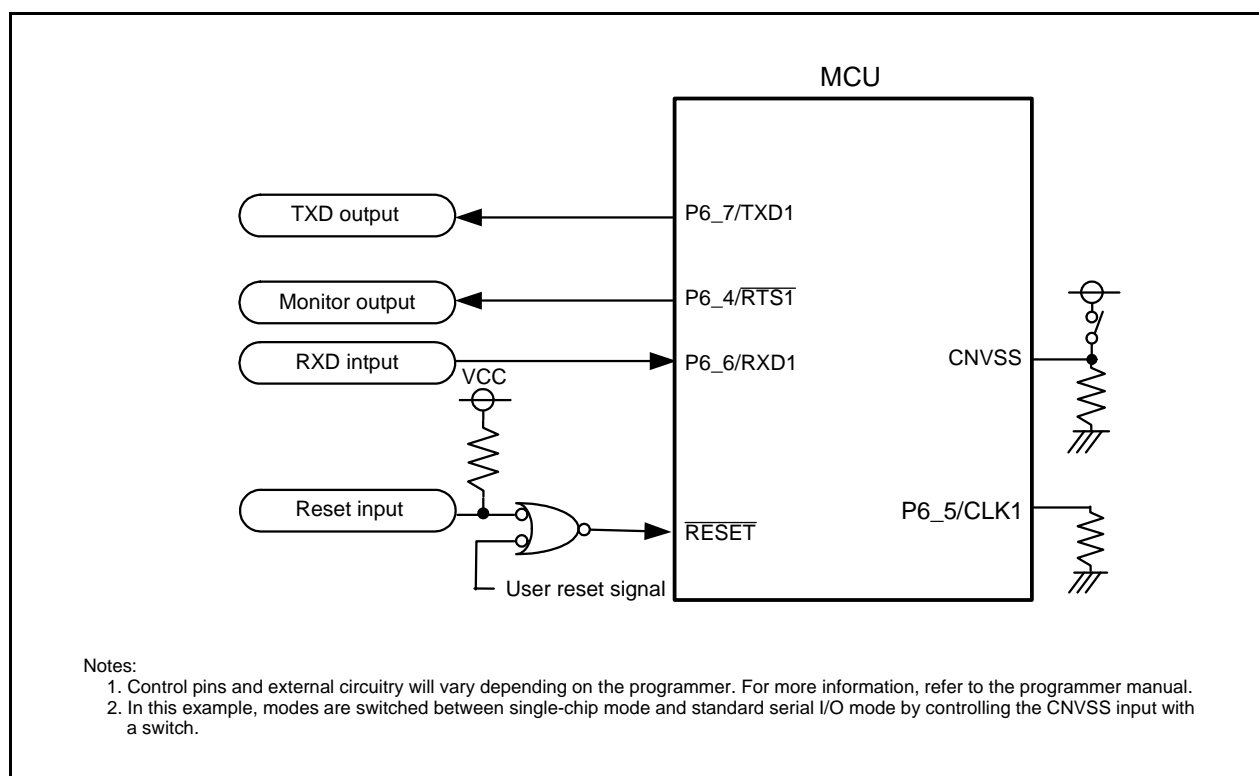 MCU
TXD output
P6_7/TXD1
Monitor output
P6_4/RTS1
RXD intput
P6_6/RXD1
CNVSS
VCC
Reset input
P6_5/CLK1
RESET
User reset signal
Notes:
1. Control pins and external circuitry will vary depending on the programmer. For more information, refer to the programmer manual.
2. In this example, modes are switched between single-chip mode and standard serial I/O mode by controlling the CNVSS input with
a switch.